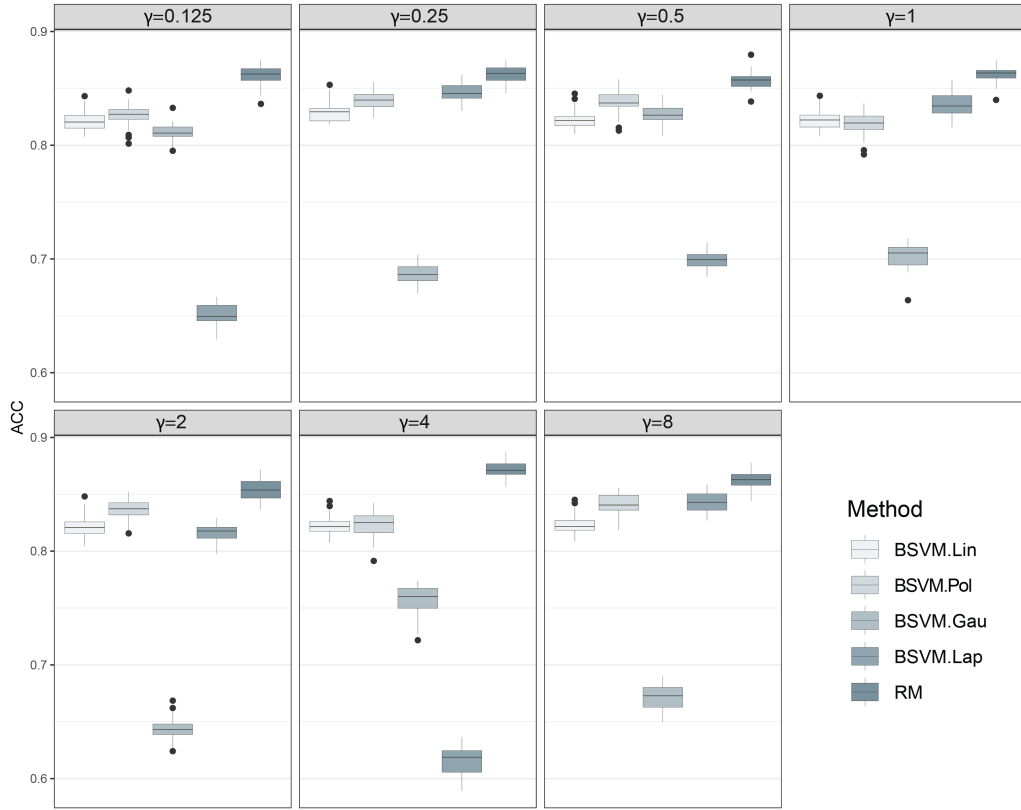 γ=0.125
γ=0.25
γ=0.5
γ=1
0.9
0.8
0.7
0.6
ACC
γ=2
γ=4
γ=8
0.9
0.8
0.7
0.6
Method
BSVM.Lin
BSVM.Pol
BSVM.Gau
BSVM.Lap
RM